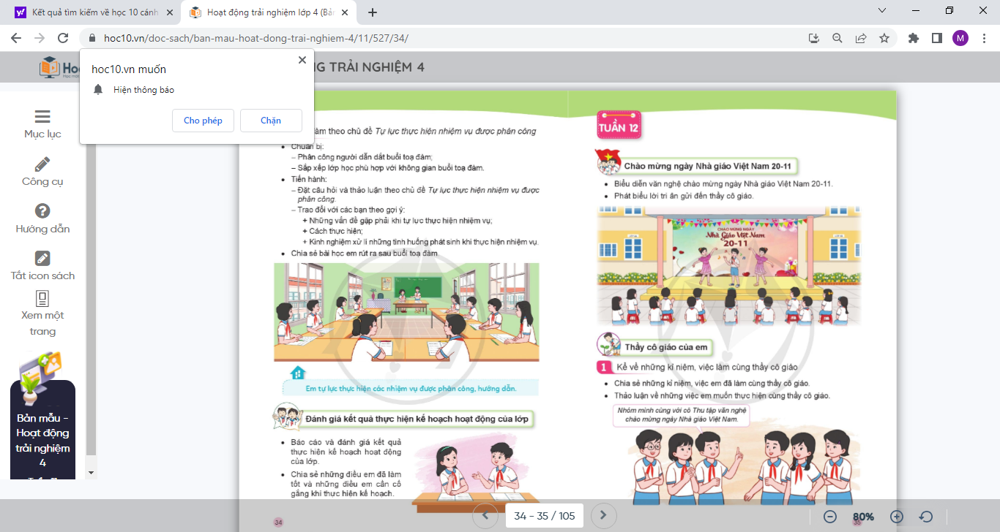 Kết quả tìm kiếm về học 10 cánh
Hoạt động trải nghiệm lớp 4 (Bản
hoc10.vn/doc-sach/ban-mau-hoat-dong-trai-nghiem-4/11/527/34/
M
hoc10.vn muốn
Hiện thông báo
Cho phép
Chặn
TRẢI NGHIỆM 4
Mục lục
Công cụ
Hướng dẫn
Tắt icon sách
Xem một
trang
Bản mẫu -
Hoạt động
trải nghiệm
4
theo chủ đề Tự lực thực hiện nhiệm vụ được phân công
• Chuẩn bị:
– Phân công người dẫn dắt buổi toạ đàm;
– Sắp xếp lớp học phù hợp với không gian buổi toạ đàm.
• Tiến hành:
– Đặt câu hỏi và thảo luận theo chủ đề Tự lực thực hiện nhiệm vụ được
phân công.
– Trao đổi với các bạn theo gợi ý:
+ Những vấn đề gặp phải khi tự lực thực hiện nhiệm vụ;
+ Cách thực hiện;
+ Kinh nghiệm xử lí những tình huống phát sinh khi thực hiện nhiệm vụ.
• Chia sẻ bài học em rút ra sau buổi toạ đàm.
Em tự lực thực hiện các nhiệm vụ được phân công, hướng dẫn.
Đánh giá kết quả thực hiện kế hoạch hoạt động của lớp
• Báo cáo và đánh giá kết quả
thực hiện kế hoạch hoạt động
của lớp.
• Chia sẻ những điều em đã làm
tốt và những điều em cần cố
gắng khi thực hiện kế hoạch.
34
TUẦN 12
Chào mừng ngày Nhà giáo Việt Nam 20-11
• Biểu diễn văn nghệ chào mừng ngày Nhà giáo Việt Nam 20-11.
• Phát biểu lời tri ân gửi đến thầy cô giáo.
CHÀO MỪNG NGÀY
Nhà Giáo Việt Nam
20-11
Thầy cô giáo của em
1 Kể về những kỉ niệm, việc làm cùng thầy cô giáo
• Chia sẻ những kỉ niệm, việc em đã làm cùng thầy cô giáo.
• Thảo luận về những việc em muốn thực hiện cùng thầy cô giáo.
Nhóm mình cùng với cô Thu tập văn nghệ
chào mừng ngày Nhà giáo Việt Nam.
34 - 35 / 105
80%